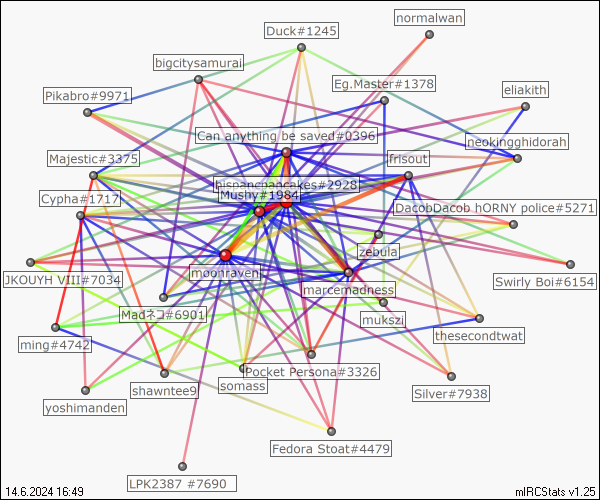 normalwan
Duck#1245
bigcitysamurai
Eg.Master#1378
eliakith
Pikabro#9971
Can anything be saved#0396
neokingghidorah
Majestic#3375
frisout
Mushy#1984
Cypha#1717
DacobDacob hORNY police#5271
zebula
moonraven
JKOUYH VIII#7034
Swirly Boi#6154
marcemadness
Madネコ#6901
mukszi
thesecondtwat
ming#4742
Pocket Persona#3326
somass
shawntee9
Silver#7938
yoshimanden
Fedora Stoat#4479
LPK2387 #7690
14.6.2024 16:49
mIRCStats v1.25